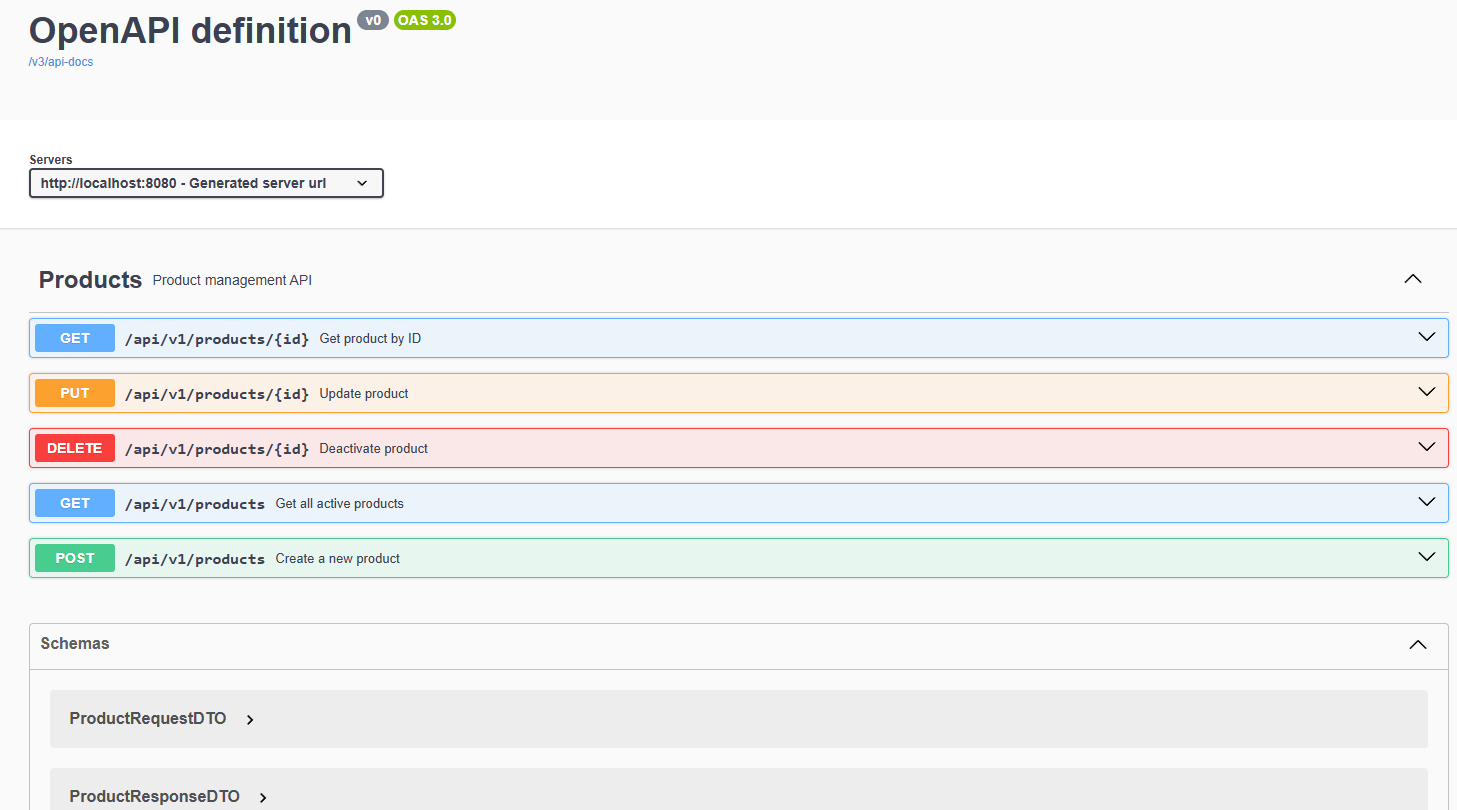 OpenAPI definition v0 OAS 3.0
/v3/api-docs
Servers
http://localhost:8080 - Generated server url
Products Product management API
GET /api/v1/products/{id} Get product by ID
PUT /api/v1/products/{id} Update product
DELETE /api/v1/products/{id} Deactivate product
GET /api/v1/products Get all active products
POST /api/v1/products Create a new product
Schemas
ProductRequestDTO
ProductResponseDTO